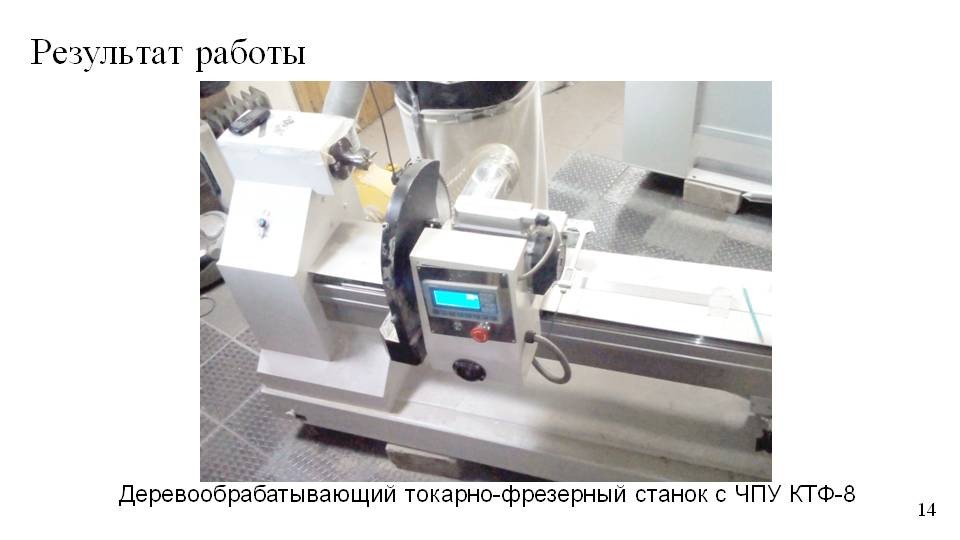 Результат работы
Деревообрабатывающий токарно-фрезерный станок с ЧПУ КТФ-8
14